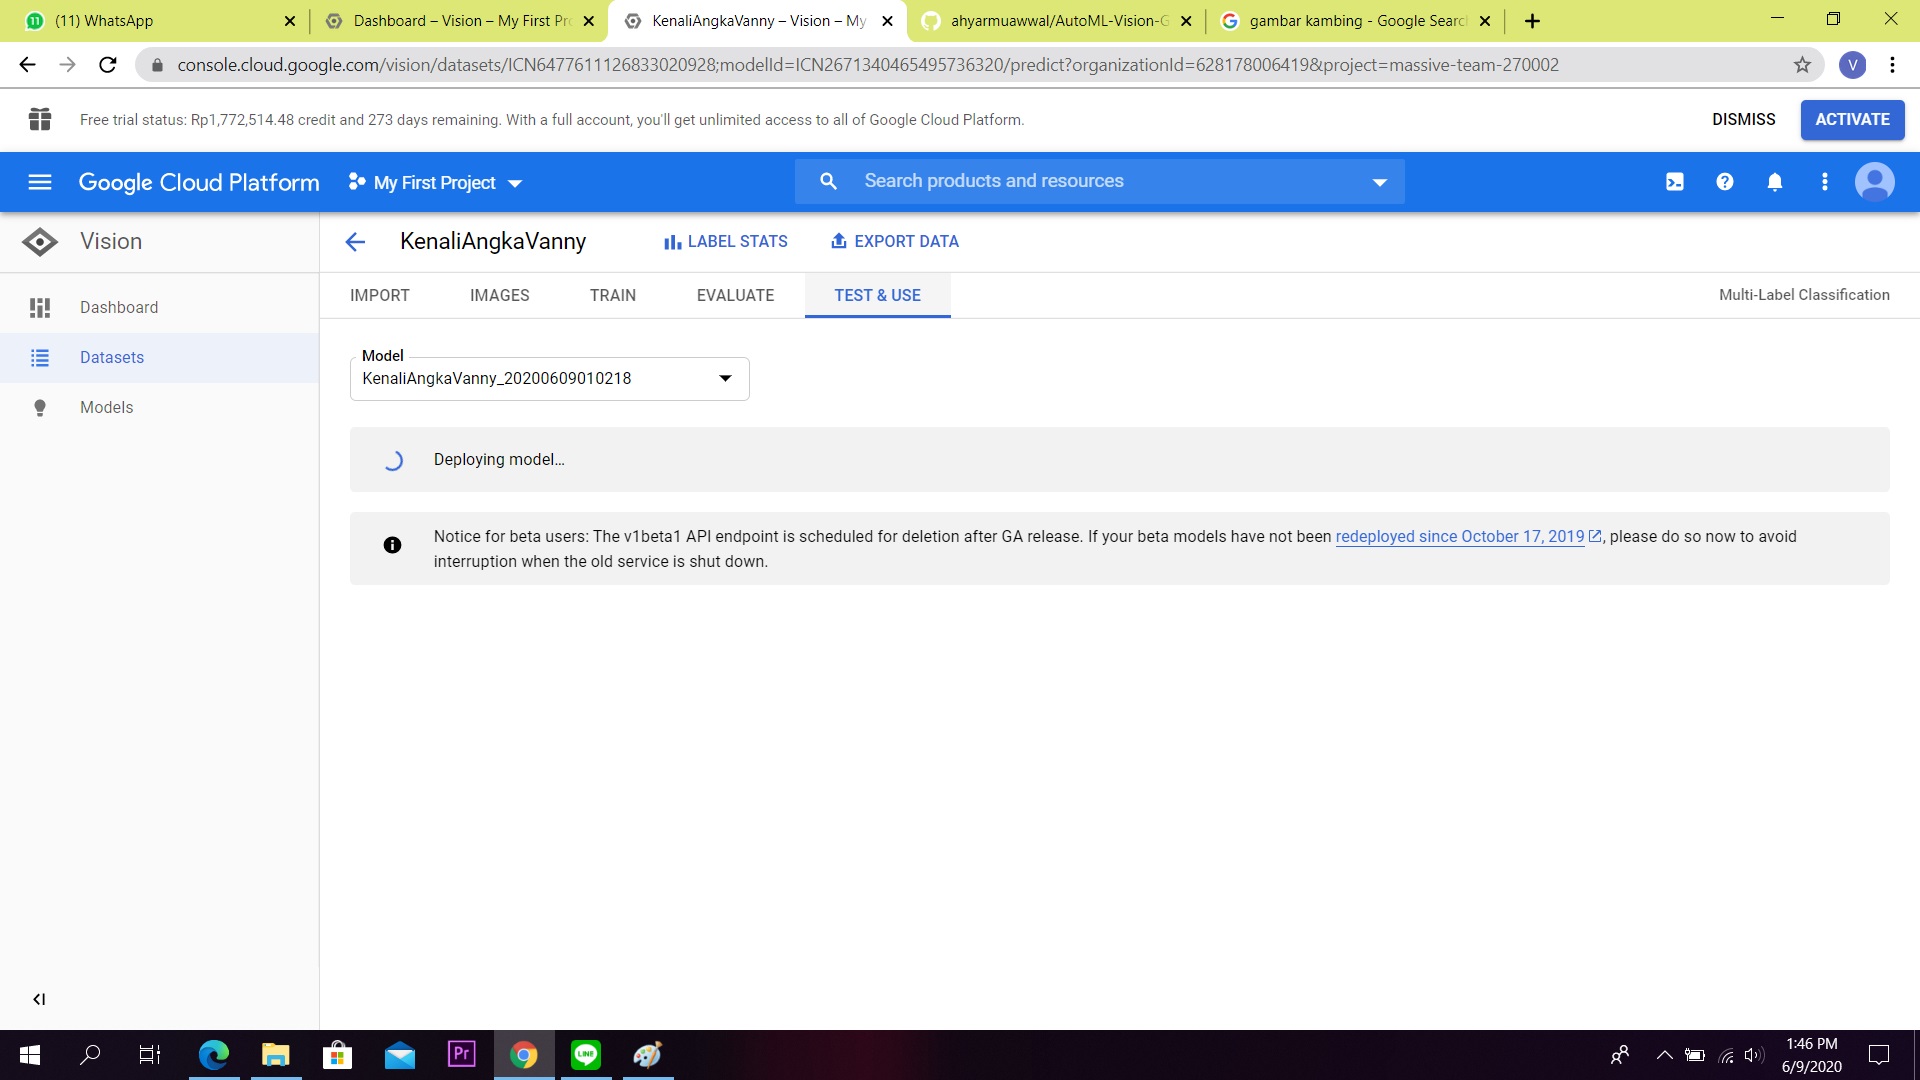 11 (11) WhatsApp
Dashboard – Vision – My First Pro
KenaliAngkaVanny – Vision – My
ahyarmuawwal/AutoML-Vision-G
gambar kambing - Google Search
console.cloud.google.com/vision/datasets/ICN6477611126833020928;modelId=ICN2671340465495736320/predict?organizationId=628178006419&project=massive-team-270002
V
Free trial status: Rp1,772,514.48 credit and 273 days remaining. With a full account, you'll get unlimited access to all of Google Cloud Platform.
DISMISS
ACTIVATE
Google Cloud Platform
My First Project
Search products and resources
Vision
KenaliAngkaVanny
LABEL STATS
EXPORT DATA
Dashboard
Datasets
Models
IMPORT
IMAGES
TRAIN
EVALUATE
TEST & USE
Multi-Label Classification
Model
KenaliAngkaVanny_20200609010218
Deploying model...
Notice for beta users: The v1beta1 API endpoint is scheduled for deletion after GA release. If your beta models have not been redeployed since October 17, 2019, please do so now to avoid
interruption when the old service is shut down.
Pr
LINE
1:46 PM
6/9/2020